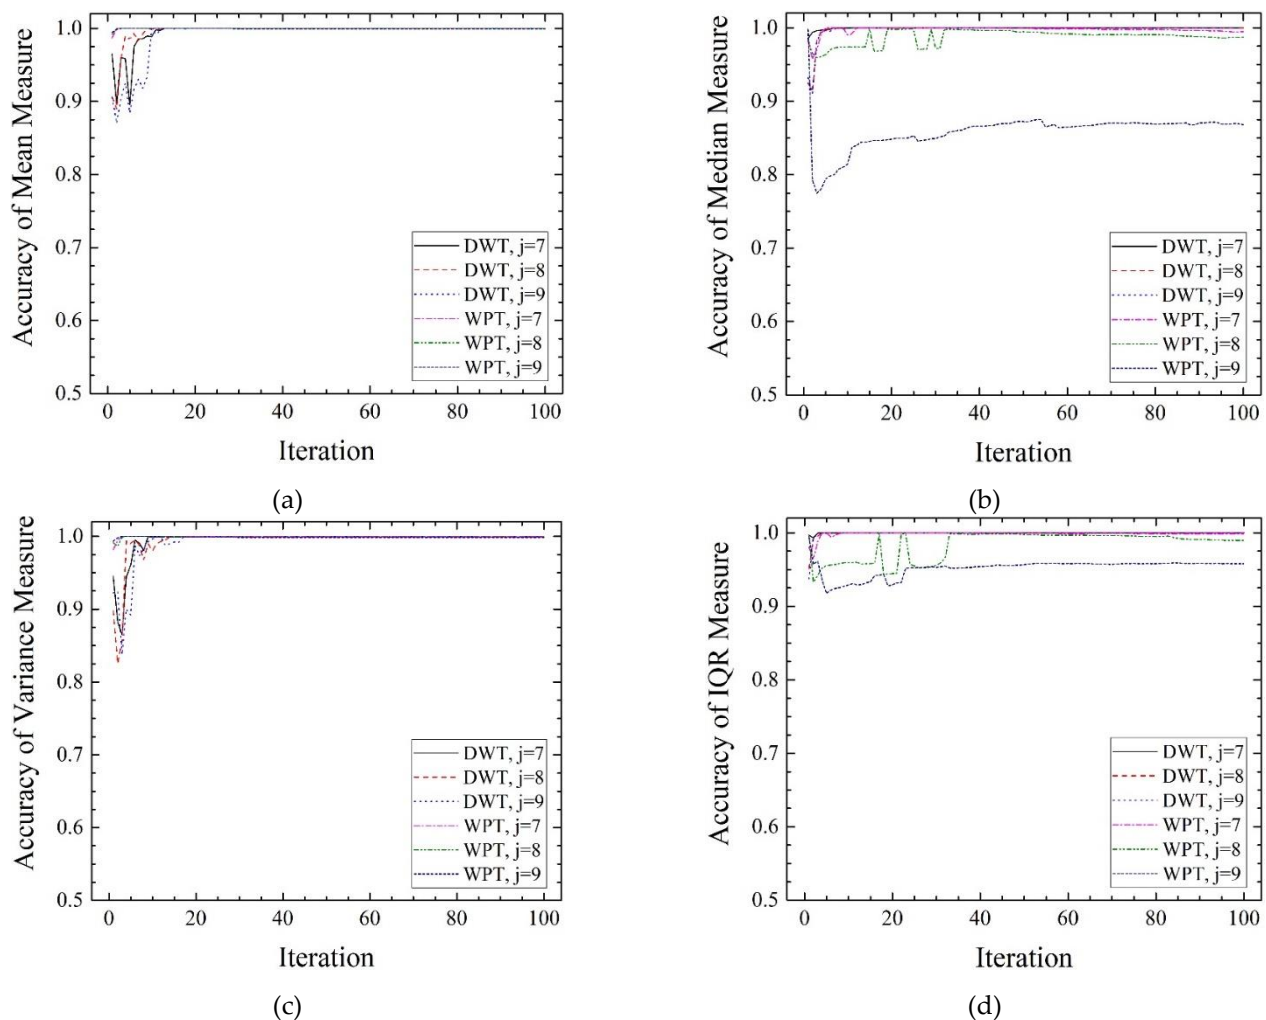 Accuracy of Mean Measure
1.0
0.9
0.8
0.7
0.6
0.5
DWT, j=7
DWT, j=8
DWT, j=9
WPT, j=7
WPT, j=8
WPT, j=9
0 20 40 60 80 100
Iteration
(a)
Accuracy of Median Measure
1.0
0.9
0.8
0.7
0.6
0.5
DWT, j=7
DWT, j=8
DWT, j=9
WPT, j=7
WPT, j=8
WPT, j=9
0 20 40 60 80 100
Iteration
(b)
Accuracy of Variance Measure
1.0
0.9
0.8
0.7
0.6
0.5
DWT, j=7
DWT, j=8
DWT, j=9
WPT, j=7
WPT, j=8
WPT, j=9
0 20 40 60 80 100
Iteration
(c)
Accuracy of IQR Measure
1.0
0.9
0.8
0.7
0.6
0.5
DWT, j=7
DWT, j=8
DWT, j=9
WPT, j=7
WPT, j=8
WPT, j=9
0 20 40 60 80 100
Iteration
(d)